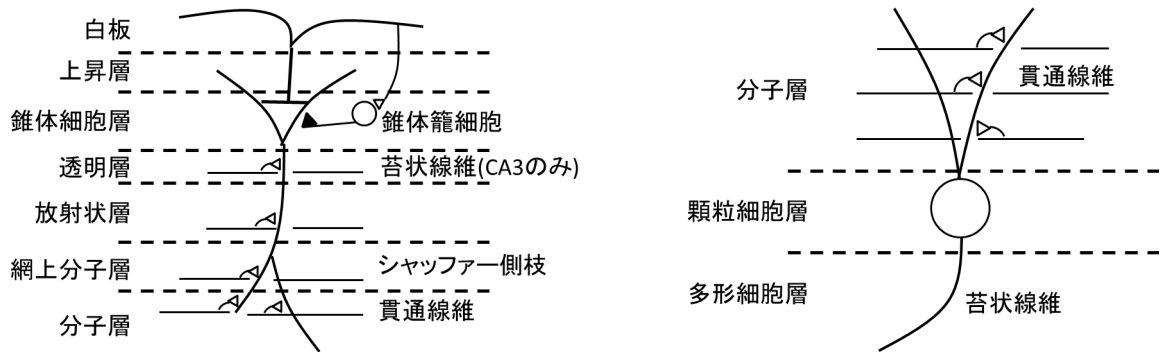 白板
上昇層
錐体細胞層
錐体籠細胞
透明層
苔状線維(CA3のみ)
放射状層
網上分子層
シャッファー側枝
分子層
貫通線維
分子層
貫通線維
顆粒細胞層
多形細胞層
苔状線維